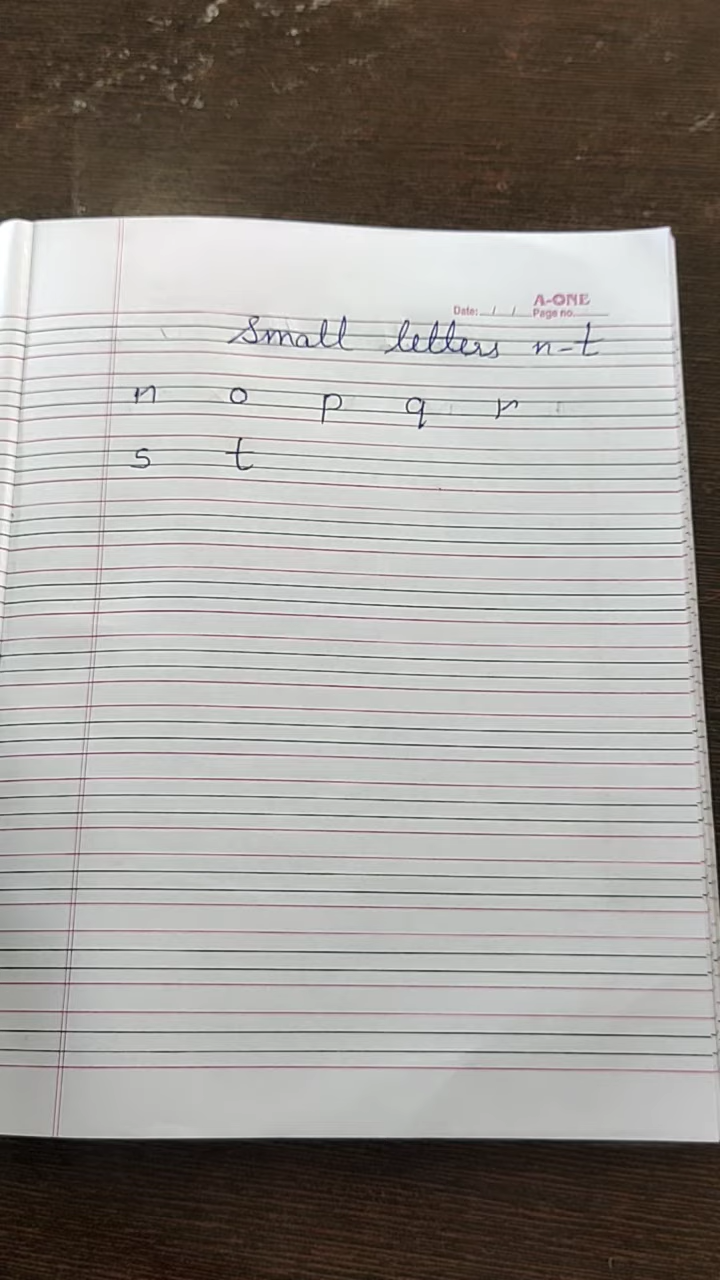 A-ONE
Date: / / Page no.
Small letters n-t
n o p q r
s t